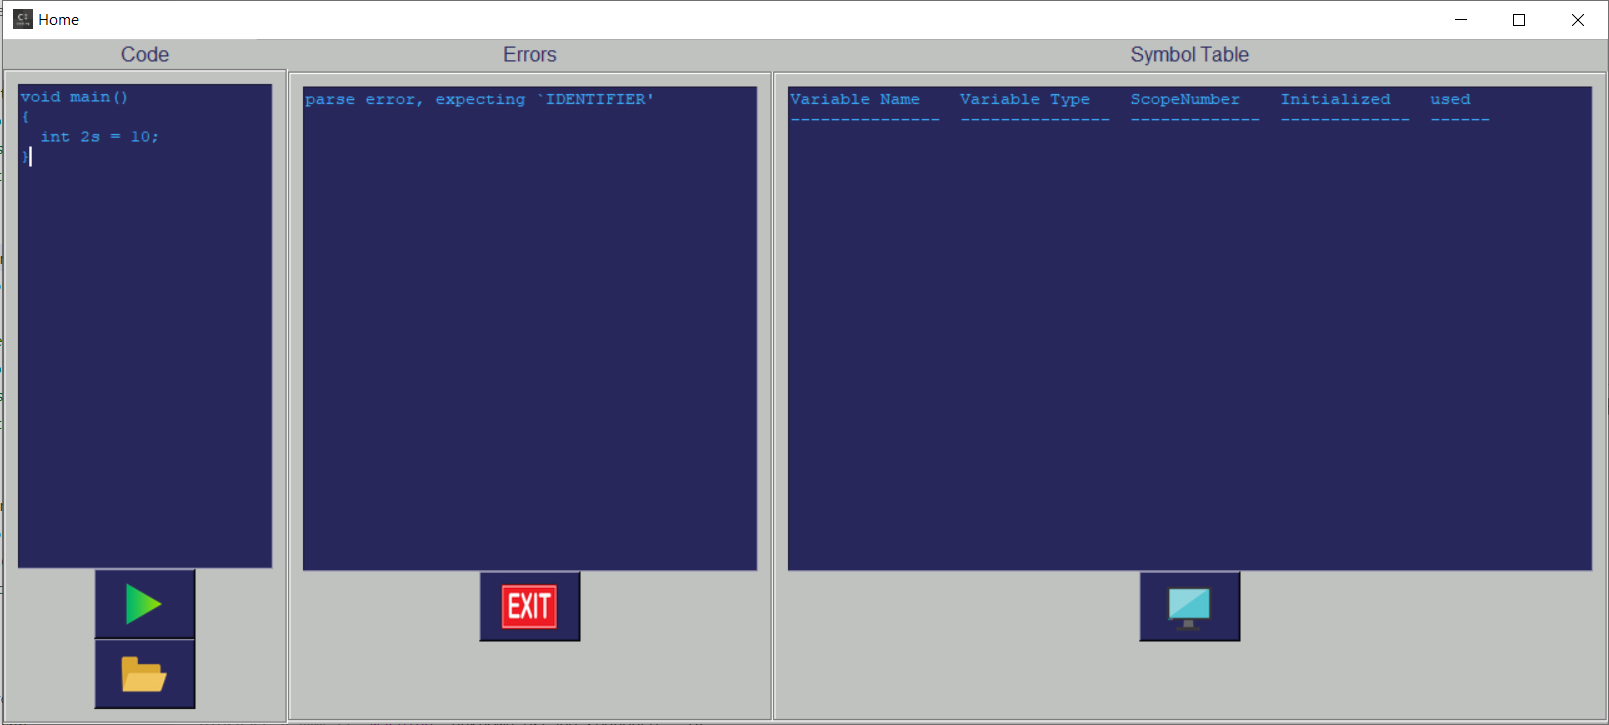 Home
Code
Errors
Symbol Table
void main()
{
  int 2s = 10;
}
parse error, expecting `IDENTIFIER'
Variable Name    Variable Type    ScopeNumber    Initialized    used
---------------  ---------------  -------------  -------------  ------
EXIT